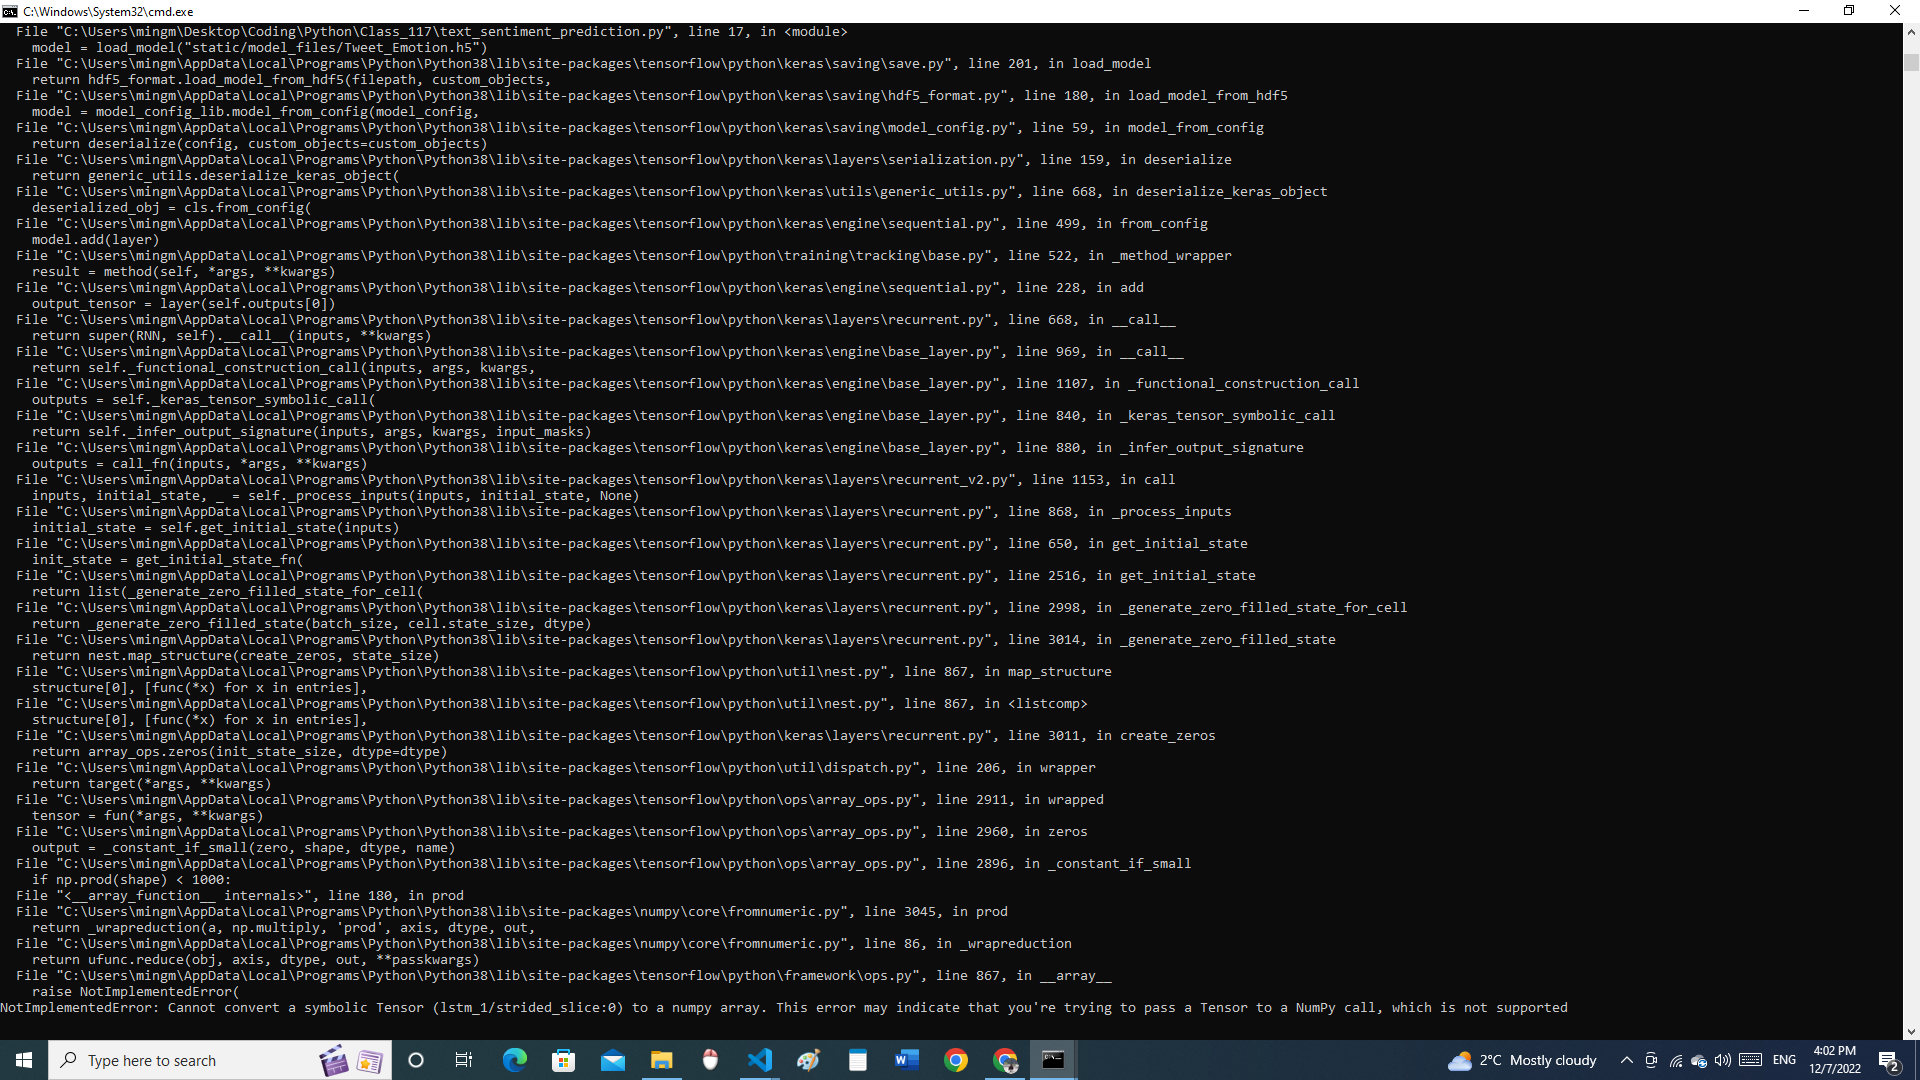 C:\Windows\System32\cmd.exe
File "C:\Users\mingm\Desktop\Coding\Python\Class_117\text_sentiment_prediction.py", line 17, in <module>
model = load_model("static/model_files/Tweet_Emotion.h5")
File "C:\Users\mingm\AppData\Local\Programs\Python\Python38\lib\site-packages\tensorflow\python\keras\saving\save.py", line 201, in load_model
return hdf5_format.load_model_from_hdf5(filepath, custom_objects,
File "C:\Users\mingm\AppData\Local\Programs\Python\Python38\lib\site-packages\tensorflow\python\keras\saving\hdf5_format.py", line 180, in load_model_from_hdf5
model = model_config_lib.model_from_config(model_config,
File "C:\Users\mingm\AppData\Local\Programs\Python\Python38\lib\site-packages\tensorflow\python\keras\saving\model_config.py", line 59, in model_from_config
return deserialize(config, custom_objects=custom_objects)
File "C:\Users\mingm\AppData\Local\Programs\Python\Python38\lib\site-packages\tensorflow\python\keras\layers\serialization.py", line 159, in deserialize
return generic_utils.deserialize_keras_object(
File "C:\Users\mingm\AppData\Local\Programs\Python\Python38\lib\site-packages\tensorflow\python\keras\utils\generic_utils.py", line 668, in deserialize_keras_object
deserialized_obj = cls.from_config(
File "C:\Users\mingm\AppData\Local\Programs\Python\Python38\lib\site-packages\tensorflow\python\keras\engine\sequential.py", line 499, in from_config
model.add(layer)
File "C:\Users\mingm\AppData\Local\Programs\Python\Python38\lib\site-packages\tensorflow\python\training\tracking\base.py", line 522, in _method_wrapper
result = method(self, *args, **kwargs)
File "C:\Users\mingm\AppData\Local\Programs\Python\Python38\lib\site-packages\tensorflow\python\keras\engine\sequential.py", line 228, in add
output_tensor = layer(self.outputs[0])
File "C:\Users\mingm\AppData\Local\Programs\Python\Python38\lib\site-packages\tensorflow\python\keras\layers\recurrent.py", line 668, in __call__
return super(RNN, self).__call__(inputs, **kwargs)
File "C:\Users\mingm\AppData\Local\Programs\Python\Python38\lib\site-packages\tensorflow\python\keras\engine\base_layer.py", line 969, in __call__
return self._functional_construction_call(inputs, args, kwargs,
File "C:\Users\mingm\AppData\Local\Programs\Python\Python38\lib\site-packages\tensorflow\python\keras\engine\base_layer.py", line 1107, in _functional_construction_call
outputs = self._keras_tensor_symbolic_call(
File "C:\Users\mingm\AppData\Local\Programs\Python\Python38\lib\site-packages\tensorflow\python\keras\engine\base_layer.py", line 840, in _keras_tensor_symbolic_call
return self._infer_output_signature(inputs, args, kwargs, input_masks)
File "C:\Users\mingm\AppData\Local\Programs\Python\Python38\lib\site-packages\tensorflow\python\keras\engine\base_layer.py", line 880, in _infer_output_signature
outputs = call_fn(inputs, *args, **kwargs)
File "C:\Users\mingm\AppData\Local\Programs\Python\Python38\lib\site-packages\tensorflow\python\keras\layers\recurrent_v2.py", line 1153, in call
inputs, initial_state, _ = self._process_inputs(inputs, initial_state, None)
File "C:\Users\mingm\AppData\Local\Programs\Python\Python38\lib\site-packages\tensorflow\python\keras\layers\recurrent.py", line 868, in _process_inputs
initial_state = self.get_initial_state(inputs)
File "C:\Users\mingm\AppData\Local\Programs\Python\Python38\lib\site-packages\tensorflow\python\keras\layers\recurrent.py", line 650, in get_initial_state
init_state = get_initial_state_fn(
File "C:\Users\mingm\AppData\Local\Programs\Python\Python38\lib\site-packages\tensorflow\python\keras\layers\recurrent.py", line 2516, in get_initial_state
return list(_generate_zero_filled_state_for_cell(
File "C:\Users\mingm\AppData\Local\Programs\Python\Python38\lib\site-packages\tensorflow\python\keras\layers\recurrent.py", line 2998, in _generate_zero_filled_state_for_cell
return _generate_zero_filled_state(batch_size, cell.state_size, dtype)
File "C:\Users\mingm\AppData\Local\Programs\Python\Python38\lib\site-packages\tensorflow\python\keras\layers\recurrent.py", line 3014, in _generate_zero_filled_state
return nest.map_structure(create_zeros, state_size)
File "C:\Users\mingm\AppData\Local\Programs\Python\Python38\lib\site-packages\tensorflow\python\util\nest.py", line 867, in map_structure
structure[0], [func(*x) for x in entries],
File "C:\Users\mingm\AppData\Local\Programs\Python\Python38\lib\site-packages\tensorflow\python\util\nest.py", line 867, in <listcomp>
structure[0], [func(*x) for x in entries],
File "C:\Users\mingm\AppData\Local\Programs\Python\Python38\lib\site-packages\tensorflow\python\keras\layers\recurrent.py", line 3011, in create_zeros
return array_ops.zeros(init_state_size, dtype=dtype)
File "C:\Users\mingm\AppData\Local\Programs\Python\Python38\lib\site-packages\tensorflow\python\util\dispatch.py", line 206, in wrapper
return target(*args, **kwargs)
File "C:\Users\mingm\AppData\Local\Programs\Python\Python38\lib\site-packages\tensorflow\python\ops\array_ops.py", line 2911, in wrapped
tensor = fun(*args, **kwargs)
File "C:\Users\mingm\AppData\Local\Programs\Python\Python38\lib\site-packages\tensorflow\python\ops\array_ops.py", line 2960, in zeros
output = _constant_if_small(zero, shape, dtype, name)
File "C:\Users\mingm\AppData\Local\Programs\Python\Python38\lib\site-packages\tensorflow\python\ops\array_ops.py", line 2896, in _constant_if_small
if np.prod(shape) < 1000:
File "<__array_function__ internals>", line 180, in prod
File "C:\Users\mingm\AppData\Local\Programs\Python\Python38\lib\site-packages\numpy\core\fromnumeric.py", line 3045, in prod
return _wrapreduction(a, np.multiply, 'prod', axis, dtype, out,
File "C:\Users\mingm\AppData\Local\Programs\Python\Python38\lib\site-packages\numpy\core\fromnumeric.py", line 86, in _wrapreduction
return ufunc.reduce(obj, axis, dtype, out, **passkwargs)
File "C:\Users\mingm\AppData\Local\Programs\Python\Python38\lib\site-packages\tensorflow\python\framework\ops.py", line 867, in __array__
raise NotImplementedError(
NotImplementedError: Cannot convert a symbolic Tensor (lstm_1/strided_slice:0) to a numpy array. This error may indicate that you're trying to pass a Tensor to a NumPy call, which is not supported
Type here to search
2°C Mostly cloudy
ENG
4:02 PM
12/7/2022
2